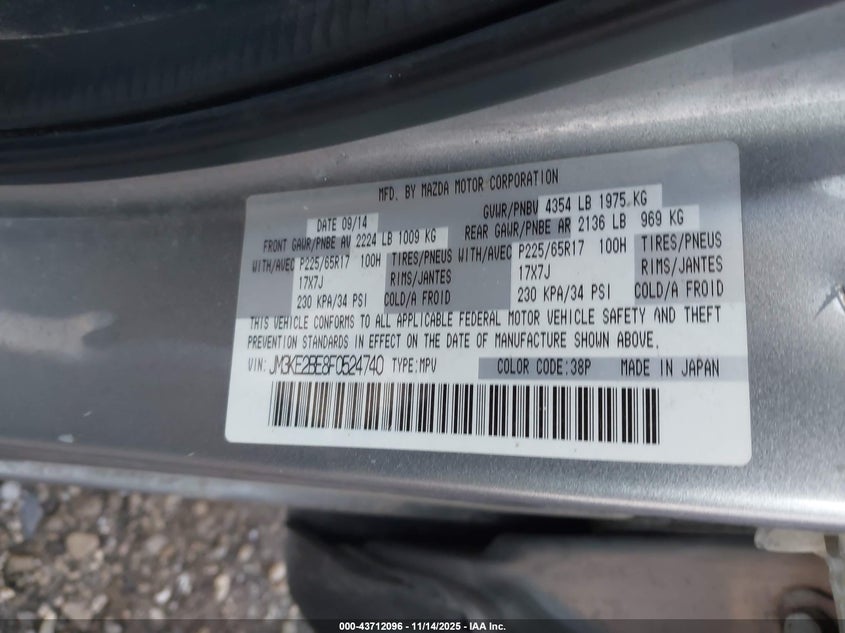 MFD. BY MAZDA MOTOR CORPORATION
DATE 09/14 GVWR/PNBV 4354 LB 1975 KG
FRONT GAWR/PNBE AV 2224 LB 1009 KG REAR GAWR/PNBE AR 2136 LB 969 KG
WITH/AVEC P225/65R17 100H TIRES/PNEUS WITH/AVEC P225/65R17 100H TIRES/PNEUS
17X7J RIMS/JANTES 17X7J RIMS/JANTES
230 KPA/34 PSI COLD/A FROID 230 KPA/34 PSI COLD/A FROID
THIS VEHICLE CONFORMS TO ALL APPLICABLE FEDERAL MOTOR VEHICLE SAFETY AND THEFT
PREVENTION STANDARDS IN EFFECT ON THE DATE OF MANUFACTURE SHOWN ABOVE.
VIN: JM3KE2BE8F0524740 TYPE:MPV COLOR CODE:38P MADE IN JAPAN
000-43712096 - 11/14/2025 - IAA Inc.